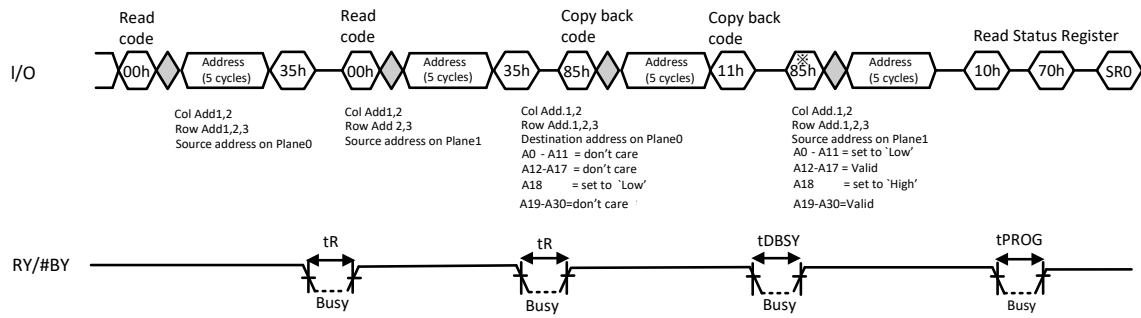 Read code
Read code
Copy back code
Copy back code
Read Status Register
I/O
00h
Address (5 cycles)
35h
00h
Address (5 cycles)
35h
85h
Address (5 cycles)
11h
※
85h
Address (5 cycles)
10h
70h
SR0
Col Add1,2
Row Add1,2,3
Source address on Plane0
Col Add1,2
Row Add 2,3
Source address on Plane1
Col Add.1,2
Row Add.1,2,3
Destination address on Plane0
A0 - A11 = don't care
A12-A17 = don't care
A18 = set to `Low'
A19-A30=don't care
Col Add.1,2
Row Add.1,2,3
Source address on Plane1
A0 - A11 = set to `Low'
A12-A17 = Valid
A18 = set to `High'
A19-A30=Valid
RY/#BY
tR
Busy
tR
Busy
tDBSY
Busy
tPROG
Busy